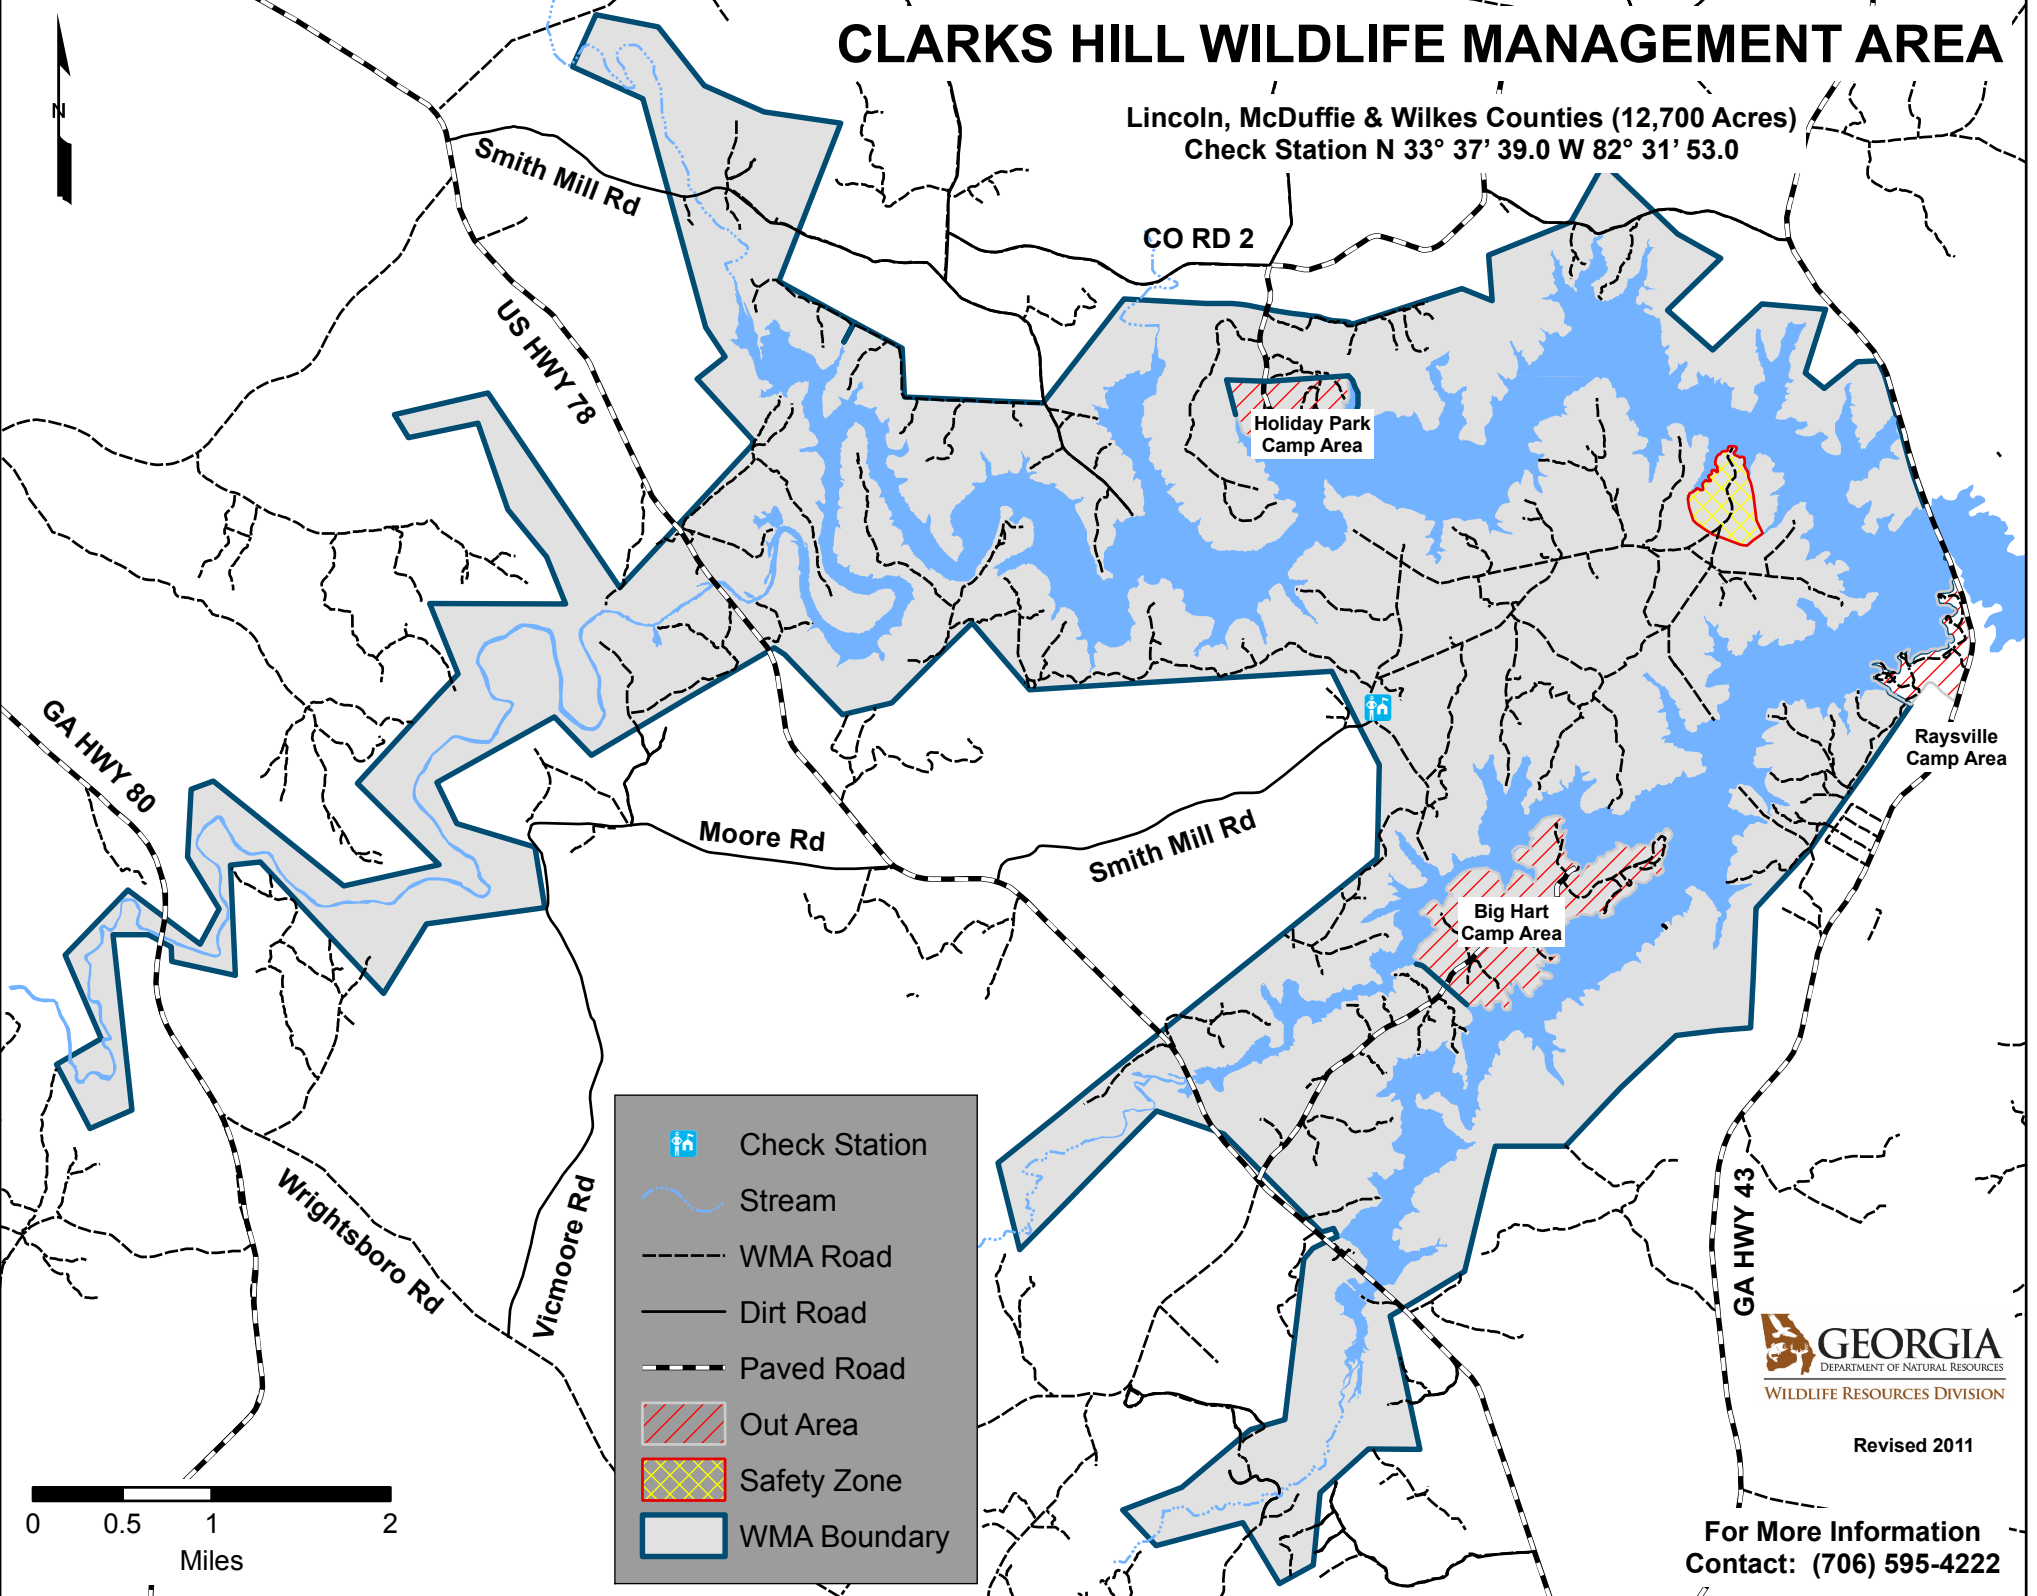 CLARKS HILL WILDLIFE MANAGEMENT AREA
Lincoln, McDuffie & Wilkes Counties (12,700 Acres)
Check Station N 33° 37' 39.0 W 82° 31' 53.0
N
Smith Mill Rd
CO RD 2
US HWY 78
Holiday Park
Camp Area
GA HWY 80
Raysville
Camp Area
Moore Rd
Smith Mill Rd
Big Hart
Camp Area
Wrightsboro Rd
Vicmoore Rd
GA HWY 43
Check Station
Stream
WMA Road
Dirt Road
Paved Road
Out Area
Safety Zone
WMA Boundary
0 0.5 1 2
Miles
GEORGIA
DEPARTMENT OF NATURAL RESOURCES
WILDLIFE RESOURCES DIVISION
Revised 2011
For More Information
Contact: (706) 595-4222